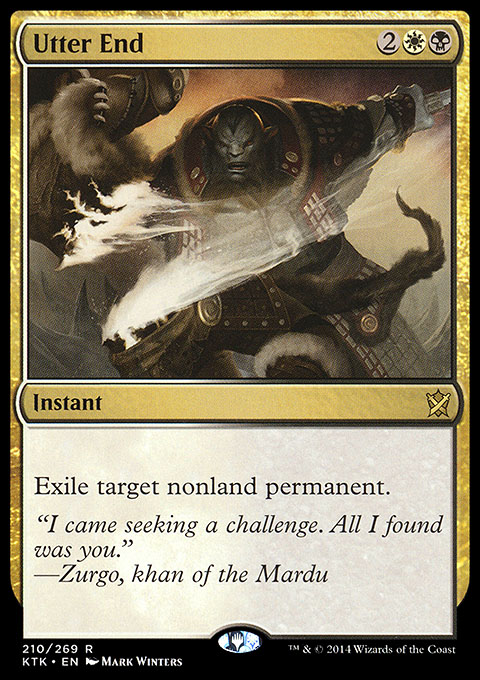 Utter End 2
Instant
Exile target nonland permanent.
“I came seeking a challenge. All I found
was you.”
—Zurgo, khan of the Mardu
210/269 R
KTK • EN Mark Winters
™ & © 2014 Wizards of the Coast